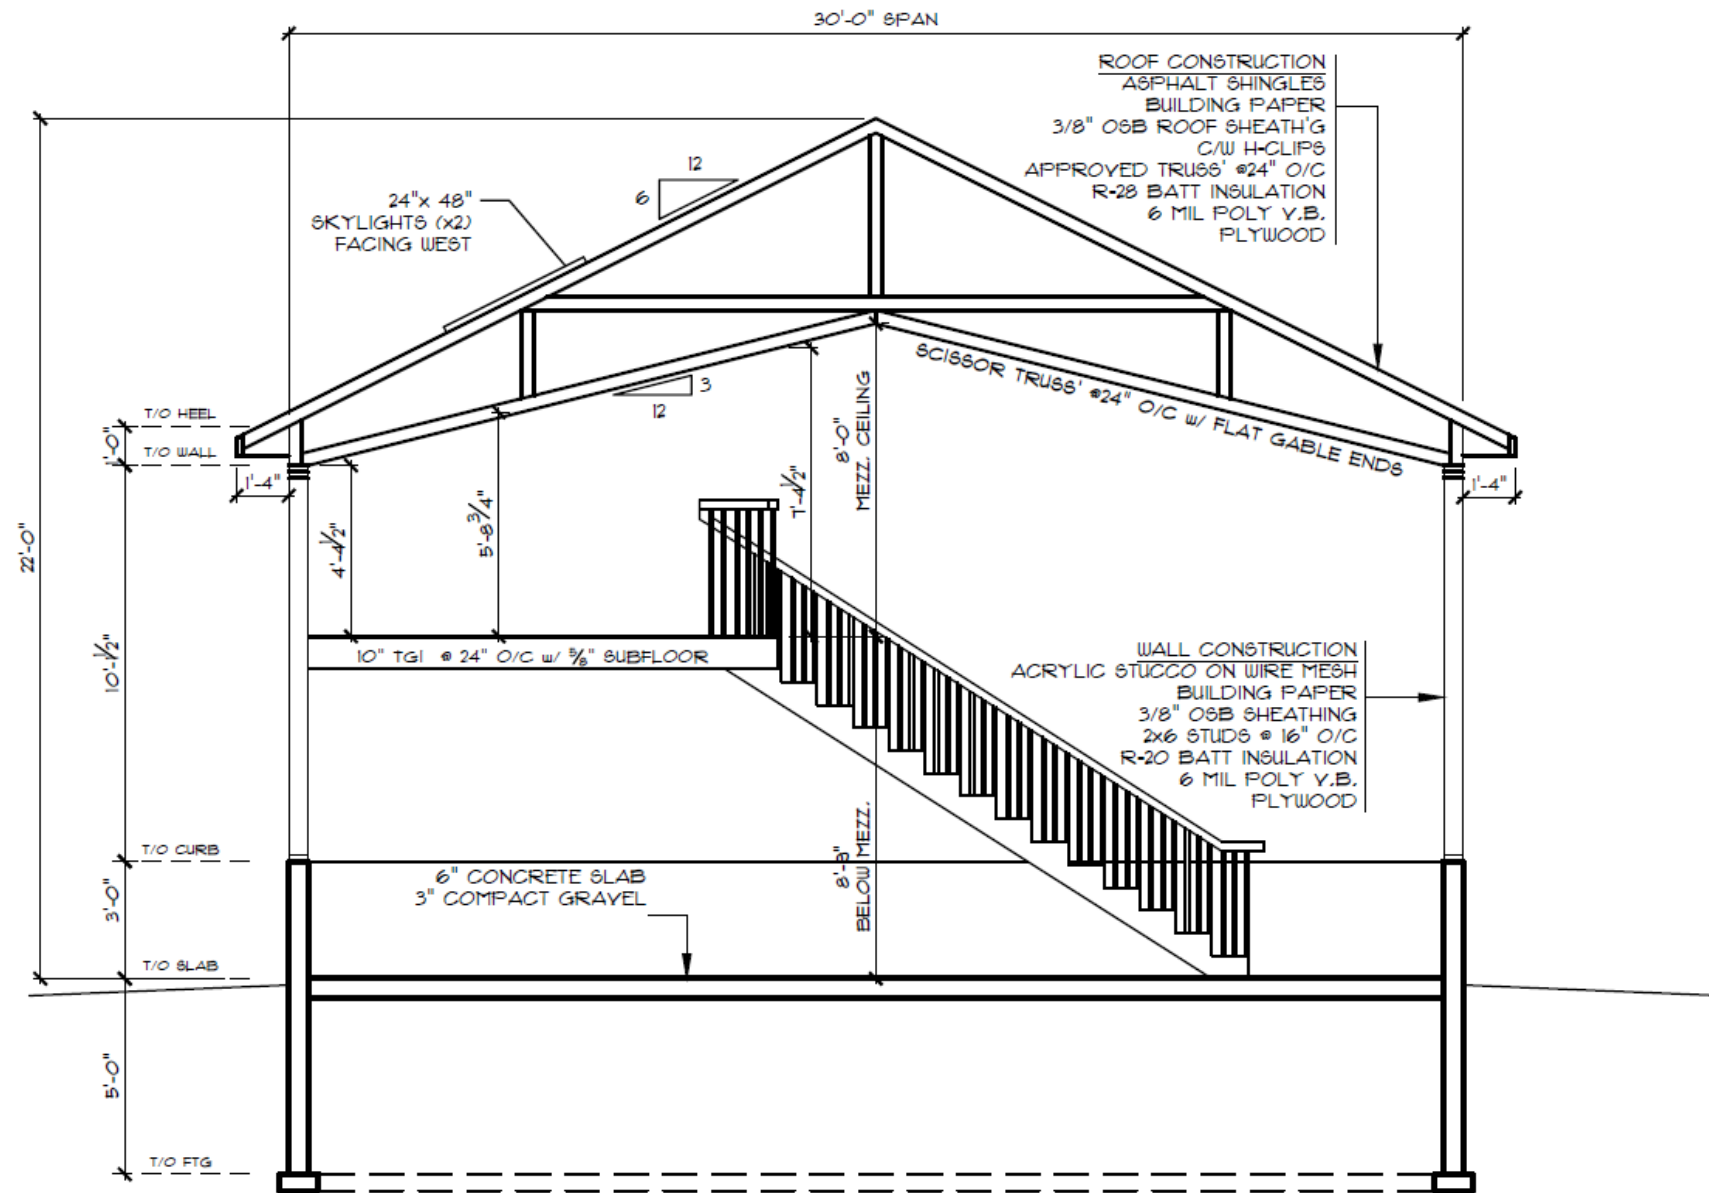 30'-0" SPAN
ROOF CONSTRUCTION
ASPHALT SHINGLES
BUILDING PAPER
3/8" OSB ROOF SHEATH'G
C/W H-CLIPS
APPROVED TRUSS' @24" O/C
R-28 BATT INSULATION
6 MIL POLY V.B.
PLYWOOD
12
6
24"x 48"
SKYLIGHTS (x2)
FACING WEST
SCISSOR TRUSS' @24" O/C w/ FLAT GABLE ENDS
3
12
T/O HEEL
1'-0"
T/O WALL
1'-4"
1'-4"
8'-0"
MEZZ. CEILING
7'-4½"
5'-8¾"
4'-4½"
22'-0"
10'-½"
10" TGI @ 24" O/C w/ ⅝" SUBFLOOR
WALL CONSTRUCTION
ACRYLIC STUCCO ON WIRE MESH
BUILDING PAPER
3/8" OSB SHEATHING
2x6 STUDS @ 16" O/C
R-20 BATT INSULATION
6 MIL POLY V.B.
PLYWOOD
T/O CURB
8'-8"
BELOW MEZZ.
6" CONCRETE SLAB
3" COMPACT GRAVEL
3'-0"
T/O SLAB
5'-0"
T/O FTG